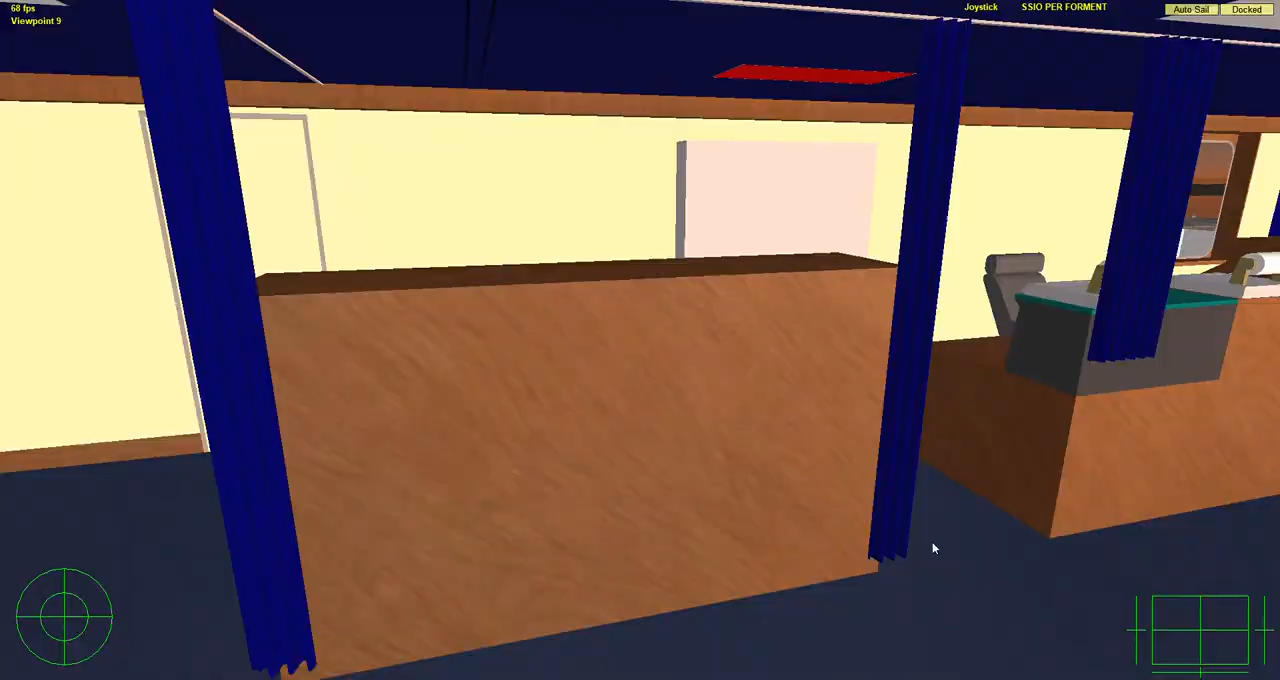 68 fps
Viewpoint 9
Joystick
SSIO PER FORMENT
Auto Sail
Docked